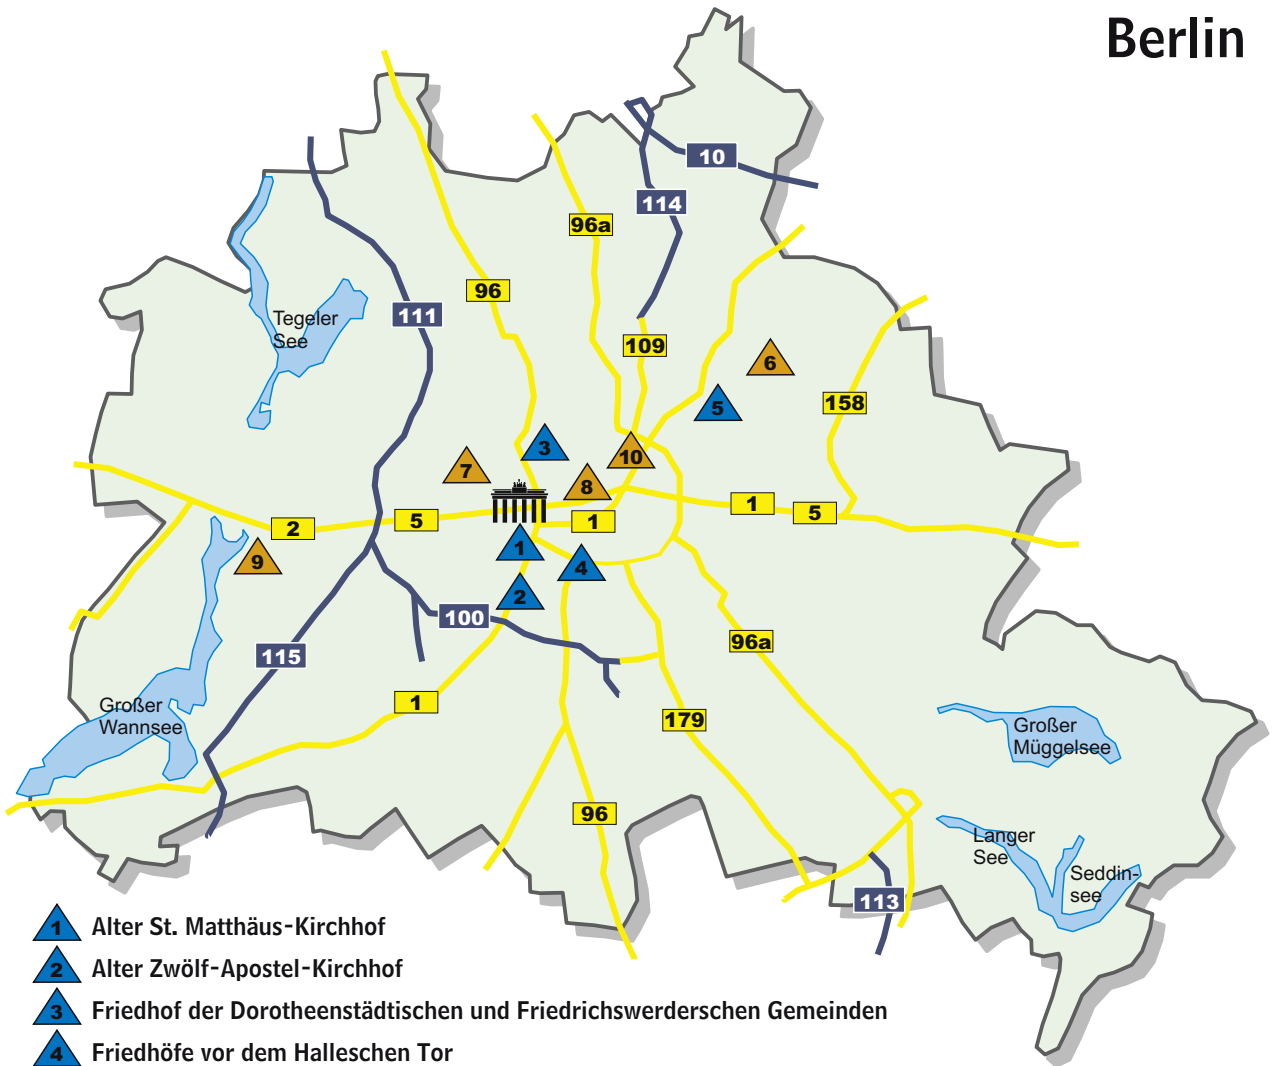 Berlin
10
114
96a
96
111
Tegeler
See
109
6
5
158
3
10
7
8
1
5
2
5
1
9
1
4
2
100
115
96a
1
Großer
Wannsee
179
Großer
Müggelsee
96
Langer
See
Seddin-
see
113
1 Alter St. Matthäus-Kirchhof
2 Alter Zwölf-Apostel-Kirchhof
3 Friedhof der Dorotheenstädtischen und Friedrichswerderschen Gemeinden
4 Friedhöfe vor dem Halleschen Tor